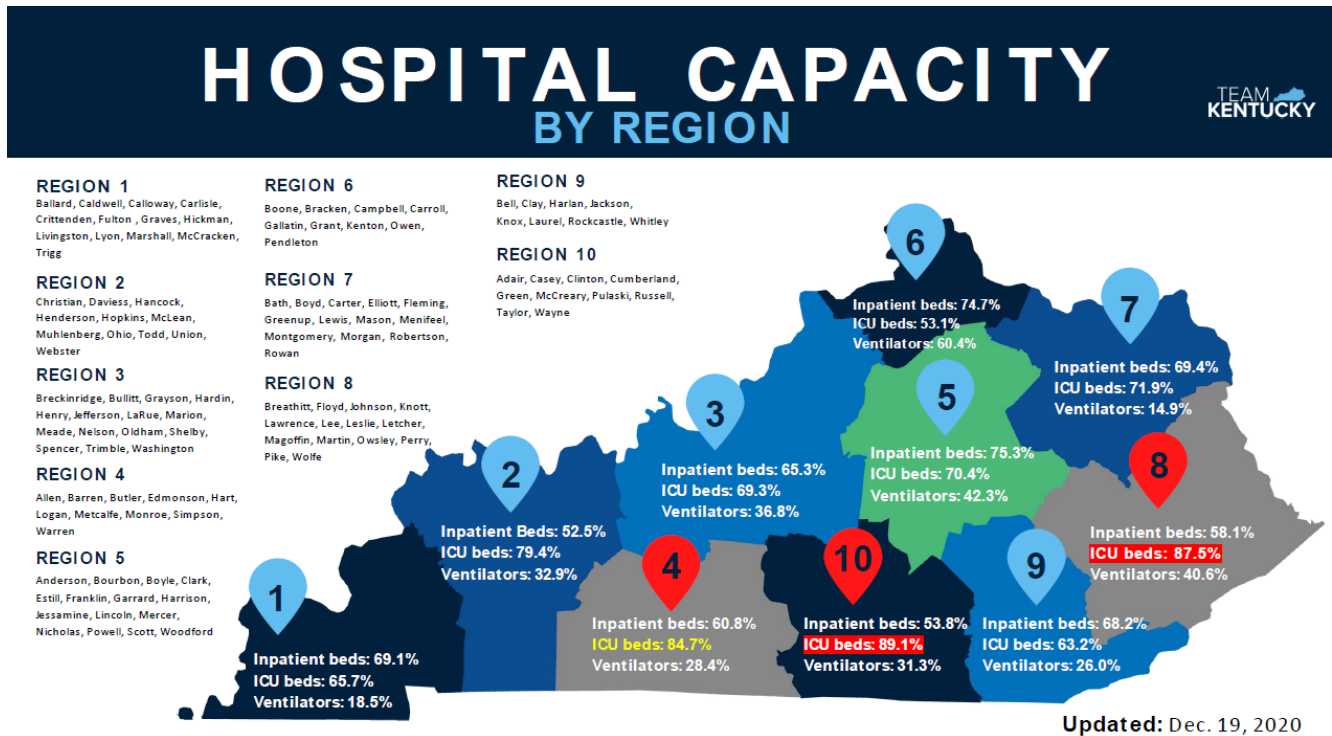 HOSPITAL CAPACITY
BY REGION
TEAM
KENTUCKY
REGION 1
Ballard, Caldwell, Calloway, Carlisle,
Crittenden, Fulton , Graves, Hickman,
Livingston, Lyon, Marshall, McCracken,
Trigg
REGION 2
Christian, Daviess, Hancock,
Henderson, Hopkins, McLean,
Muhlenberg, Ohio, Todd, Union,
Webster
REGION 3
Breckinridge, Bullitt, Grayson, Hardin,
Henry, Jefferson, LaRue, Marion,
Meade, Nelson, Oldham, Shelby,
Spencer, Trimble, Washington
REGION 4
Allen, Barren, Butler, Edmonson, Hart,
Logan, Metcalfe, Monroe, Simpson,
Warren
REGION 5
Anderson, Bourbon, Boyle, Clark,
Estill, Franklin, Garrard, Harrison,
Jessamine, Lincoln, Mercer,
Nicholas, Powell, Scott, Woodford
REGION 6
Boone, Bracken, Campbell, Carroll,
Gallatin, Grant, Kenton, Owen,
Pendleton
REGION 7
Bath, Boyd, Carter, Elliott, Fleming,
Greenup, Lewis, Mason, Menifeel,
Montgomery, Morgan, Robertson,
Rowan
REGION 8
Breathitt, Floyd, Johnson, Knott,
Lawrence, Lee, Leslie, Letcher,
Magoffin, Martin, Owsley, Perry,
Pike, Wolfe
REGION 9
Bell, Clay, Harlan, Jackson,
Knox, Laurel, Rockcastle, Whitley
REGION 10
Adair, Casey, Clinton, Cumberland,
Green, McCreary, Pulaski, Russell,
Taylor, Wayne
6
Inpatient beds: 74.7%
ICU beds: 53.1%
Ventilators: 60.4%
7
Inpatient beds: 69.4%
ICU beds: 71.9%
Ventilators: 14.9%
5
Inpatient beds: 75.3%
ICU beds: 70.4%
Ventilators: 42.3%
3
Inpatient beds: 65.3%
ICU beds: 69.3%
Ventilators: 36.8%
8
Inpatient beds: 58.1%
ICU beds: 87.5%
Ventilators: 40.6%
2
Inpatient Beds: 52.5%
ICU beds: 79.4%
Ventilators: 32.9%
4
Inpatient beds: 60.8%
ICU beds: 84.7%
Ventilators: 28.4%
10
Inpatient beds: 53.8%
ICU beds: 89.1%
Ventilators: 31.3%
9
Inpatient beds: 68.2%
ICU beds: 63.2%
Ventilators: 26.0%
1
Inpatient beds: 69.1%
ICU beds: 65.7%
Ventilators: 18.5%
Updated: Dec. 19, 2020